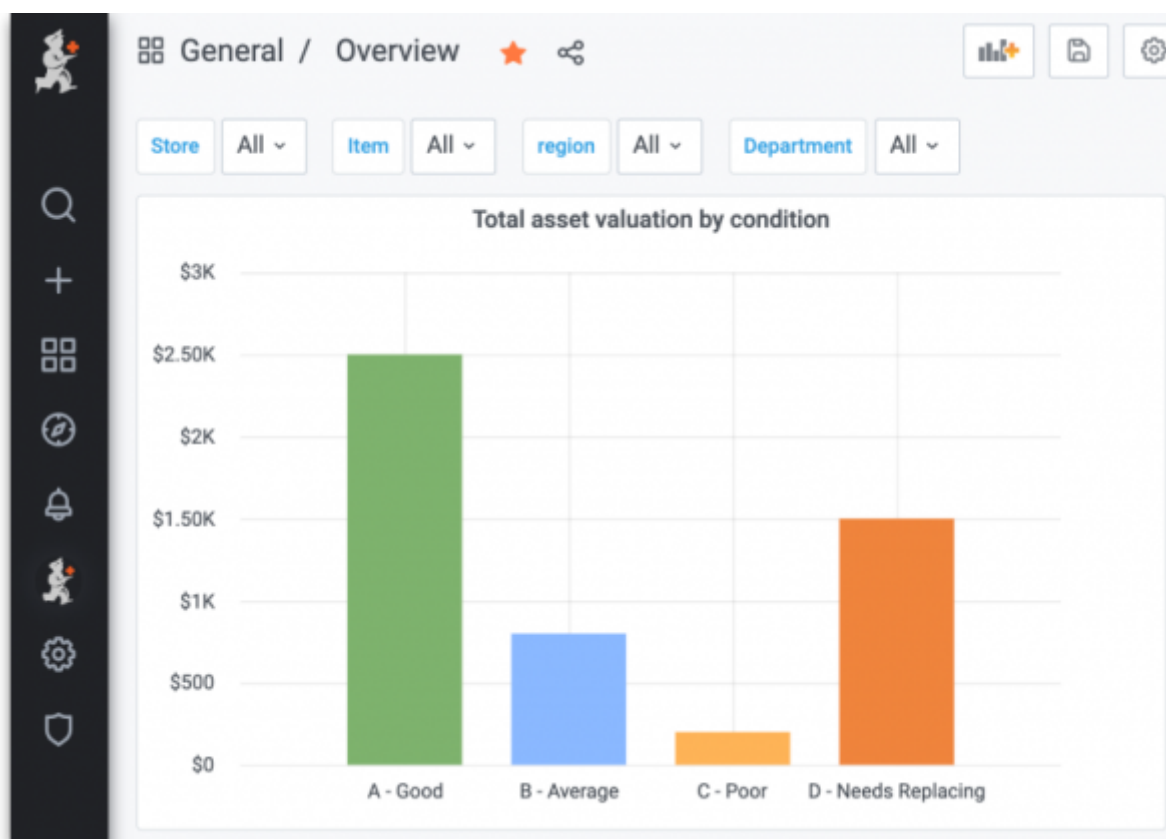 General / Overview
Store All Item All region All Department All
Total asset valuation by condition
$3K
$2.50K
$2K
$1.50K
$1K
$500
$0
A - Good B - Average C - Poor D - Needs Replacing